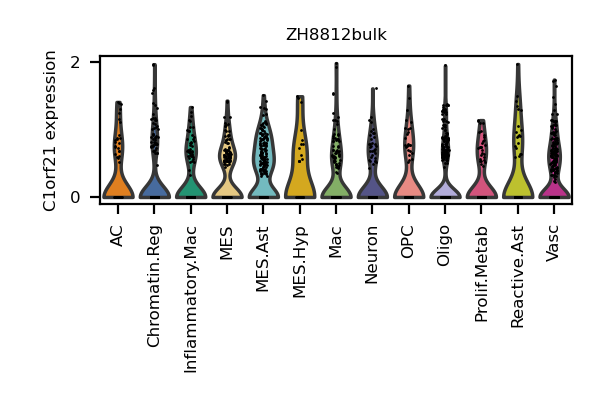 ZH8812bulk
C1orf21 expression
2
0
AC
Chromatin.Reg
Inflammatory.Mac
MES
MES.Ast
MES.Hyp
Mac
Neuron
OPC
Oligo
Prolif.Metab
Reactive.Ast
Vasc